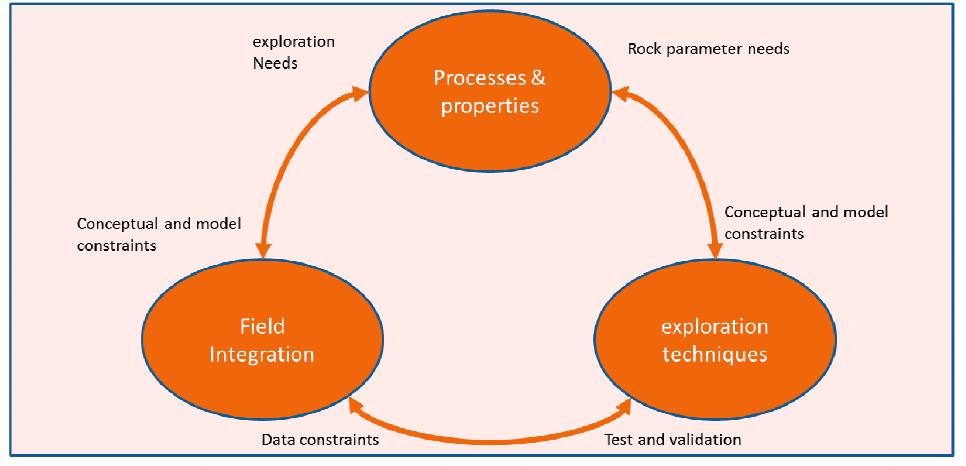 exploration
Needs
Processes &
properties
Rock parameter needs
Conceptual and model
constraints
Conceptual and model
constraints
Field
Integration
exploration
techniques
Data constraints
Test and validation